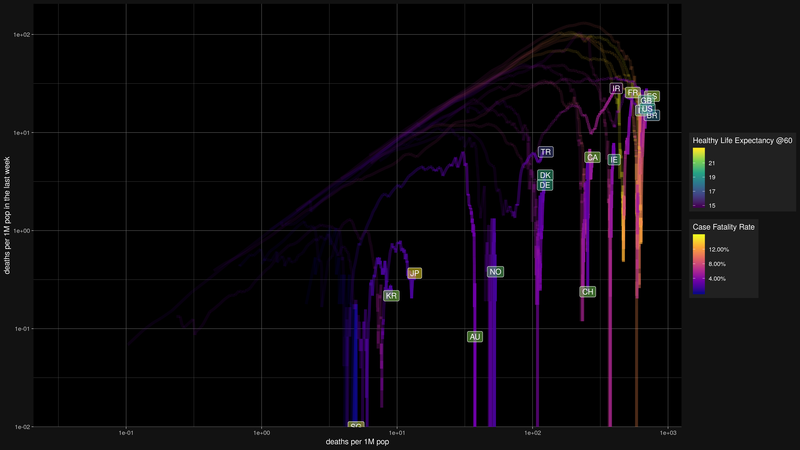 1e+02
1e+01
1e+00
1e-01
1e-02
deaths per 1M pop in the last week
IR
FR
ES
GB
US
BR
TR
CA
IE
DK
DE
NO
JP
KR
CH
AU
SG
1e-01
1e+00
1e+01
1e+02
1e+03
deaths per 1M pop
Healthy Life Expectancy @60
21
19
17
15
Case Fatality Rate
12.00%
8.00%
4.00%